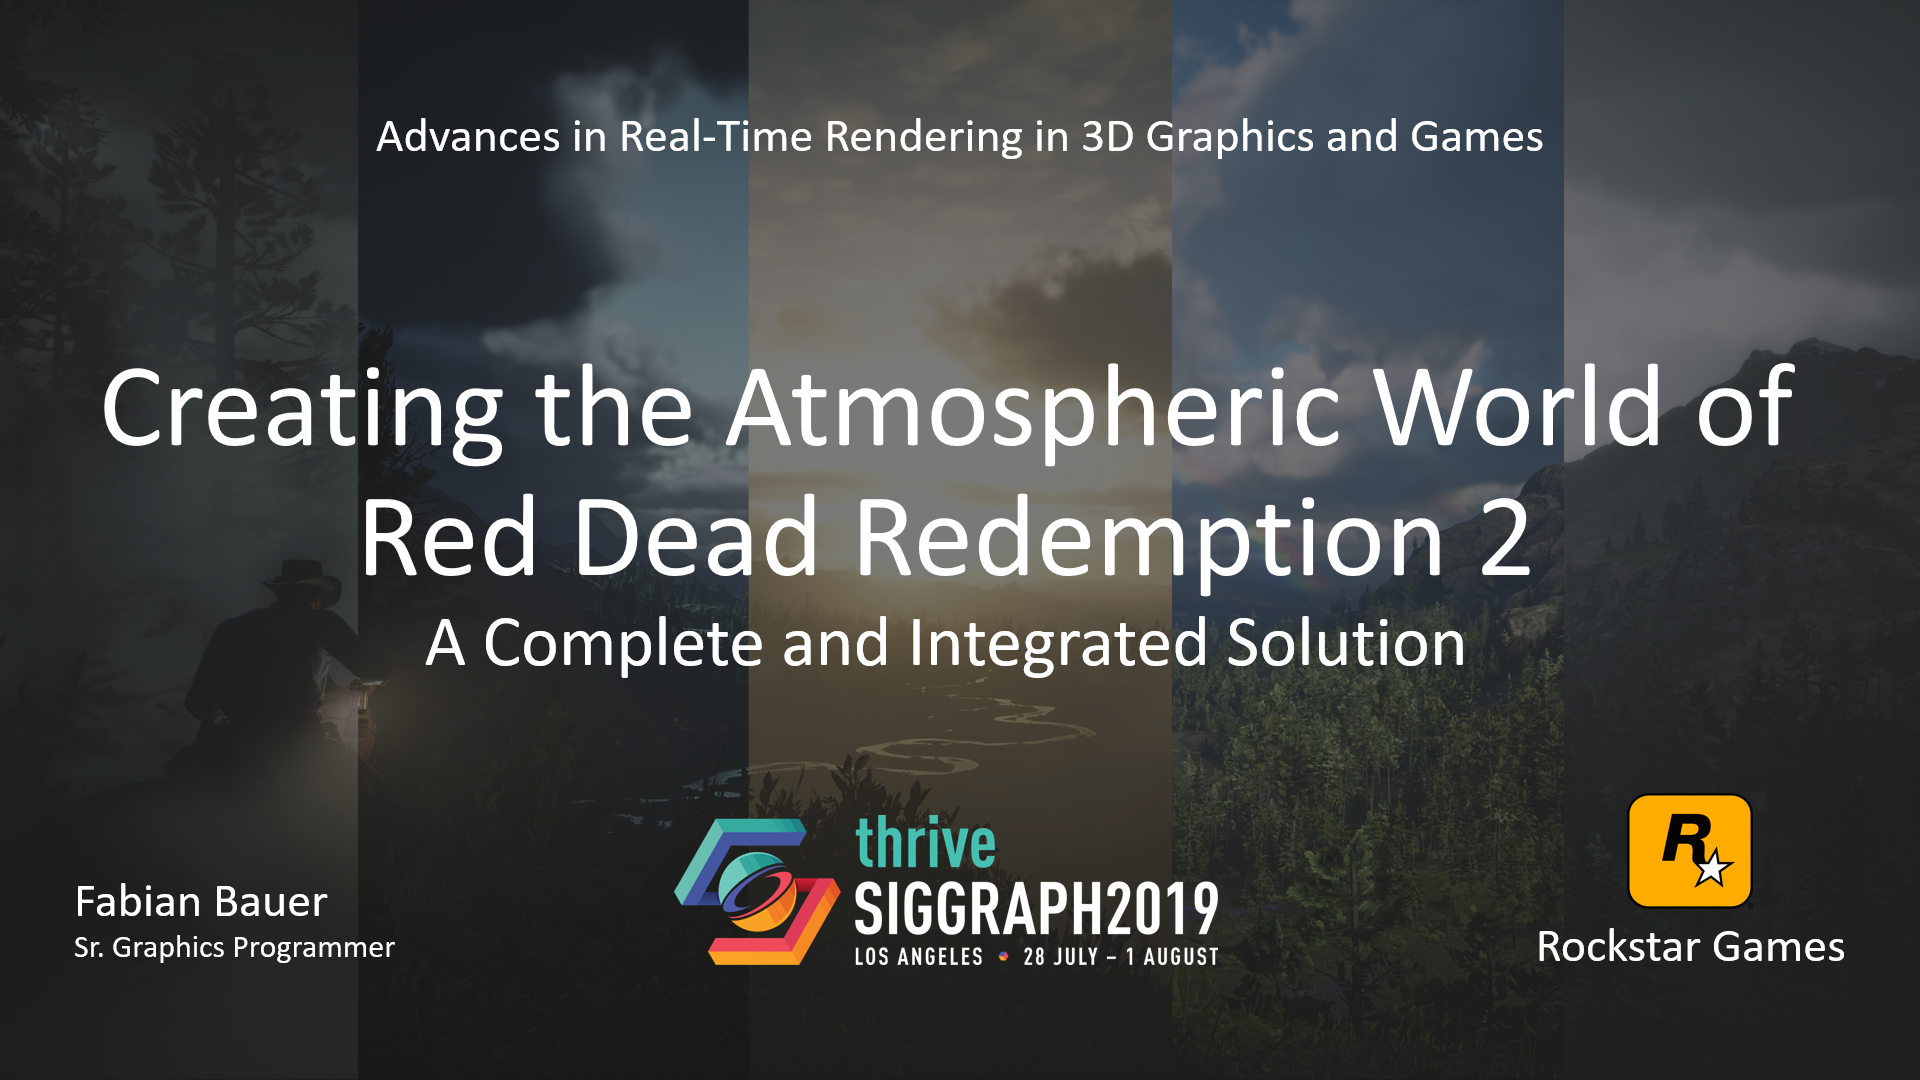 Advances in Real-Time Rendering in 3D Graphics and Games
Creating the Atmospheric World of
Red Dead Redemption 2
A Complete and Integrated Solution
thrive
SIGGRAPH2019
LOS ANGELES • 28 JULY – 1 AUGUST
Fabian Bauer
Sr. Graphics Programmer
R
Rockstar Games